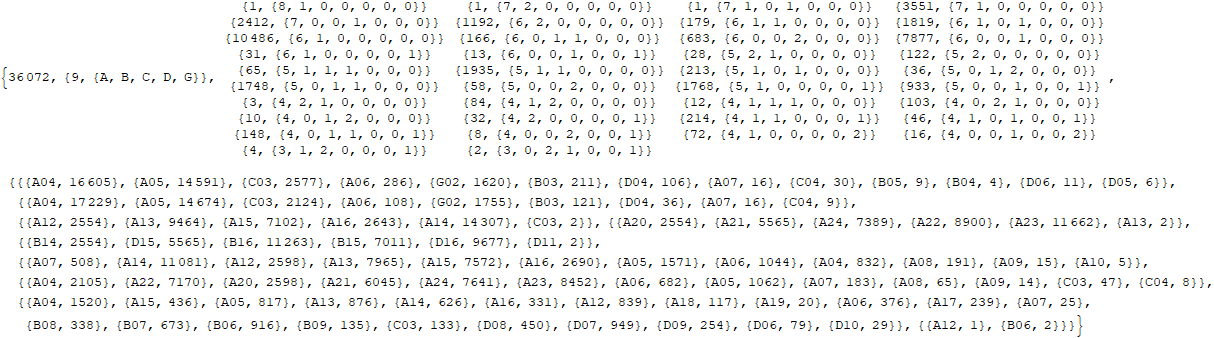 {1, {8, 1, 0, 0, 0, 0, 0}} {1, {7, 2, 0, 0, 0, 0, 0}} {1, {7, 1, 0, 1, 0, 0, 0}} {3551, {7, 1, 0, 0, 0, 0, 0}}
{2412, {7, 0, 0, 1, 0, 0, 0}} {1192, {6, 2, 0, 0, 0, 0, 0}} {179, {6, 1, 1, 0, 0, 0, 0}} {1819, {6, 1, 0, 1, 0, 0, 0}}
{10 486, {6, 1, 0, 0, 0, 0, 0}} {166, {6, 0, 1, 1, 0, 0, 0}} {683, {6, 0, 0, 2, 0, 0, 0}} {7877, {6, 0, 0, 1, 0, 0, 0}}
{31, {6, 1, 0, 0, 0, 0, 1}} {13, {6, 0, 0, 1, 0, 0, 1}} {28, {5, 2, 1, 0, 0, 0, 0}} {122, {5, 2, 0, 0, 0, 0, 0}}
{36 072, {9, {A, B, C, D, G}}, {65, {5, 1, 1, 1, 0, 0, 0}} {1935, {5, 1, 1, 0, 0, 0, 0}} {213, {5, 1, 0, 1, 0, 0, 0}} {36, {5, 0, 1, 2, 0, 0, 0}} ,
{1748, {5, 0, 1, 1, 0, 0, 0}} {58, {5, 0, 0, 2, 0, 0, 0}} {1768, {5, 1, 0, 0, 0, 0, 1}} {933, {5, 0, 0, 1, 0, 0, 1}}
{3, {4, 2, 1, 0, 0, 0, 0}} {84, {4, 1, 2, 0, 0, 0, 0}} {12, {4, 1, 1, 1, 0, 0, 0}} {103, {4, 0, 2, 1, 0, 0, 0}}
{10, {4, 0, 1, 2, 0, 0, 0}} {32, {4, 2, 0, 0, 0, 0, 1}} {214, {4, 1, 1, 0, 0, 0, 1}} {46, {4, 1, 0, 1, 0, 0, 1}}
{148, {4, 0, 1, 1, 0, 0, 1}} {8, {4, 0, 0, 2, 0, 0, 1}} {72, {4, 1, 0, 0, 0, 0, 2}} {16, {4, 0, 0, 1, 0, 0, 2}}
{4, {3, 1, 2, 0, 0, 0, 1}} {2, {3, 0, 2, 1, 0, 0, 1}}
{{{A04, 16 605}, {A05, 14 591}, {C03, 2577}, {A06, 286}, {G02, 1620}, {B03, 211}, {D04, 106}, {A07, 16}, {C04, 30}, {B05, 9}, {B04, 4}, {D06, 11}, {D05, 6}},
{{A04, 17 229}, {A05, 14 674}, {C03, 2124}, {A06, 108}, {G02, 1755}, {B03, 121}, {D04, 36}, {A07, 16}, {C04, 9}},
{{A12, 2554}, {A13, 9464}, {A15, 7102}, {A16, 2643}, {A14, 14 307}, {C03, 2}}, {{A20, 2554}, {A21, 5565}, {A24, 7389}, {A22, 8900}, {A23, 11 662}, {A13, 2}},
{{B14, 2554}, {D15, 5565}, {B16, 11 263}, {B15, 7011}, {D16, 9677}, {D11, 2}},
{{A07, 508}, {A14, 11 081}, {A12, 2598}, {A13, 7965}, {A15, 7572}, {A16, 2690}, {A05, 1571}, {A06, 1044}, {A04, 832}, {A08, 191}, {A09, 15}, {A10, 5}},
{{A04, 2105}, {A22, 7170}, {A20, 2598}, {A21, 6045}, {A24, 7641}, {A23, 8452}, {A06, 682}, {A05, 1062}, {A07, 183}, {A08, 65}, {A09, 14}, {C03, 47}, {C04, 8}},
{{A04, 1520}, {A15, 436}, {A05, 817}, {A13, 876}, {A14, 626}, {A16, 331}, {A12, 839}, {A18, 117}, {A19, 20}, {A06, 376}, {A17, 239}, {A07, 25},
{B08, 338}, {B07, 673}, {B06, 916}, {B09, 135}, {C03, 133}, {D08, 450}, {D07, 949}, {D09, 254}, {D06, 79}, {D10, 29}}, {{A12, 1}, {B06, 2}}}}